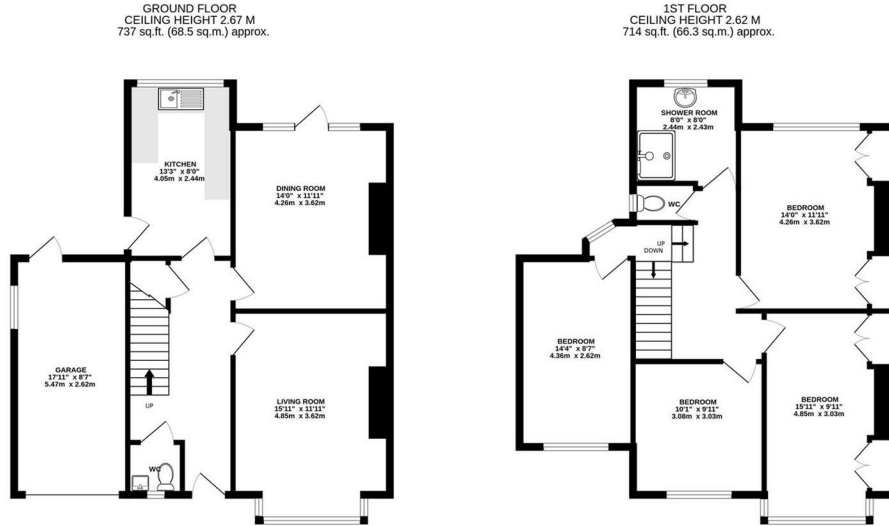 GROUND FLOOR
CEILING HEIGHT 2.67 M
737 sq.ft. (68.5 sq.m.) approx.
KITCHEN
13'3" x 8'0"
4.05m x 2.44m
DINING ROOM
14'0" x 11'11"
4.26m x 3.62m
GARAGE
17'11" x 8'7"
5.47m x 2.62m
UP
LIVING ROOM
15'11" x 11'11"
4.85m x 3.62m
WC
1ST FLOOR
CEILING HEIGHT 2.62 M
714 sq.ft. (66.3 sq.m.) approx.
SHOWER ROOM
8'0" x 8'0"
2.44m x 2.43m
WC
BEDROOM
14'0" x 11'11"
4.26m x 3.62m
UP
DOWN
BEDROOM
14'4" x 8'7"
4.36m x 2.62m
BEDROOM
10'1" x 9'11"
3.08m x 3.03m
BEDROOM
15'11" x 9'11"
4.85m x 3.03m